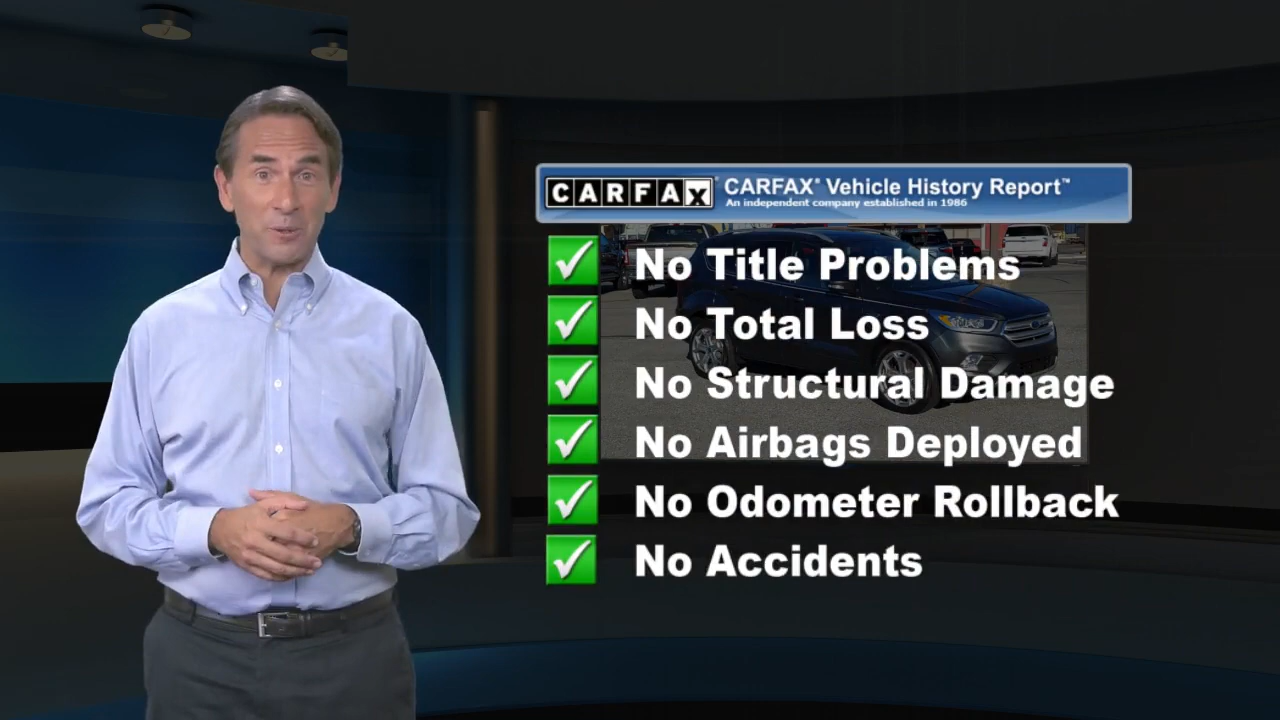 CARFAX® CARFAX® Vehicle History Report™
An independent company established in 1986
No Title Problems
No Total Loss
No Structural Damage
No Airbags Deployed
No Odometer Rollback
No Accidents